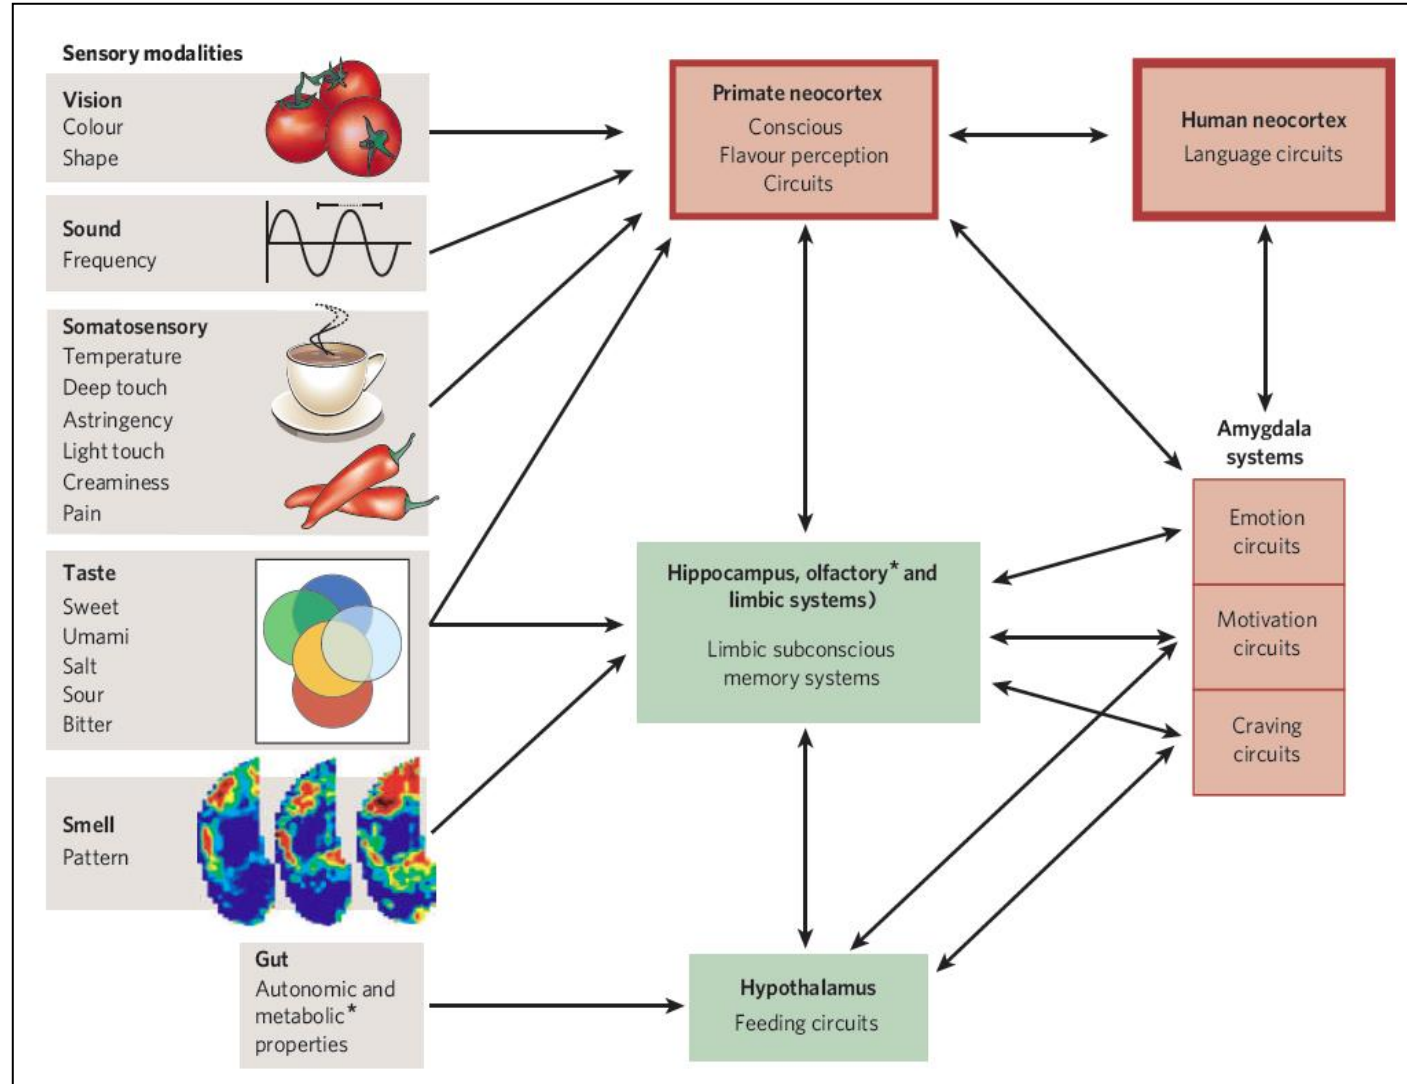 Sensory modalities
Vision
Colour
Shape
Sound
Frequency
Somatosensory
Temperature
Deep touch
Astringency
Light touch
Creaminess
Pain
Taste
Sweet
Umami
Salt
Sour
Bitter
Smell
Pattern
Gut
Autonomic and
metabolic*
properties
Primate neocortex
Conscious
Flavour perception
Circuits
Human neocortex
Language circuits
Hippocampus, olfactory* and
limbic systems)
Limbic subconscious
memory systems
Hypothalamus
Feeding circuits
Amygdala
systems
Emotion
circuits
Motivation
circuits
Craving
circuits